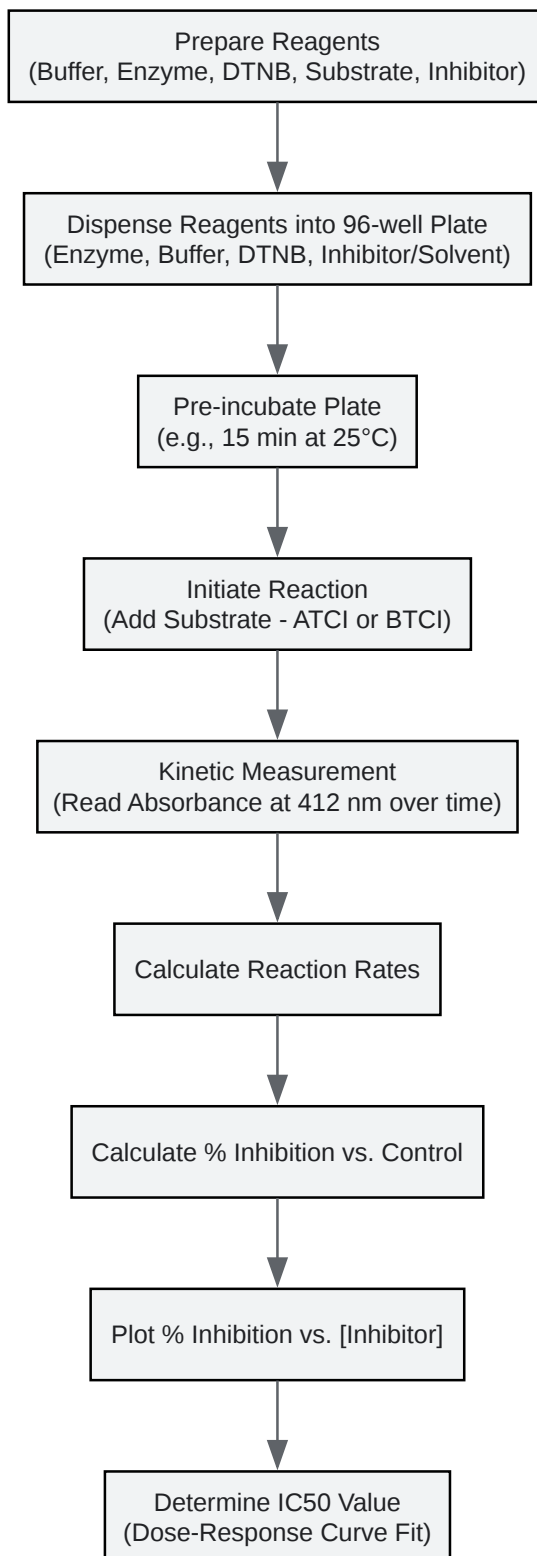 Prepare Reagents
(Buffer, Enzyme, DTNB, Substrate, Inhibitor)
Dispense Reagents into 96-well Plate
(Enzyme, Buffer, DTNB, Inhibitor/Solvent)
Pre-incubate Plate
(e.g., 15 min at 25°C)
Initiate Reaction
(Add Substrate - ATCI or BTCI)
Kinetic Measurement
(Read Absorbance at 412 nm over time)
Calculate Reaction Rates
Calculate % Inhibition vs. Control
Plot % Inhibition vs. [Inhibitor]
Determine IC50 Value
(Dose-Response Curve Fit)